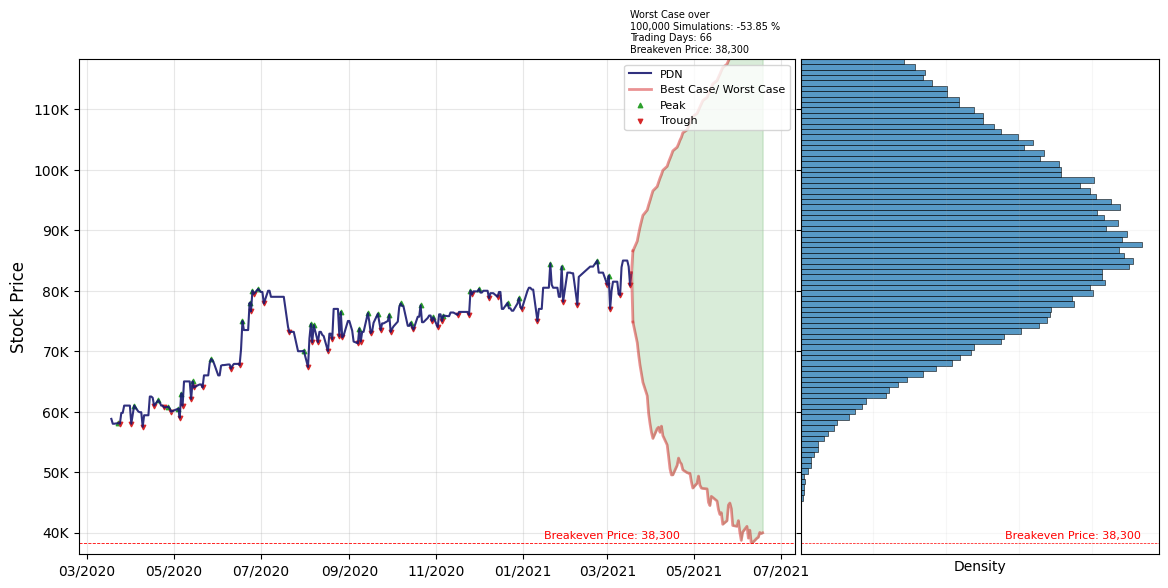 Worst Case over
100,000 Simulations: -53.85 %
Trading Days: 66
Breakeven Price: 38,300
PDN
Best Case/ Worst Case
Peak
Trough
Stock Price
110K
100K
90K
80K
70K
60K
50K
40K
Breakeven Price: 38,300
Breakeven Price: 38,300
03/2020
05/2020
07/2020
09/2020
11/2020
01/2021
03/2021
05/2021
07/2021
Density